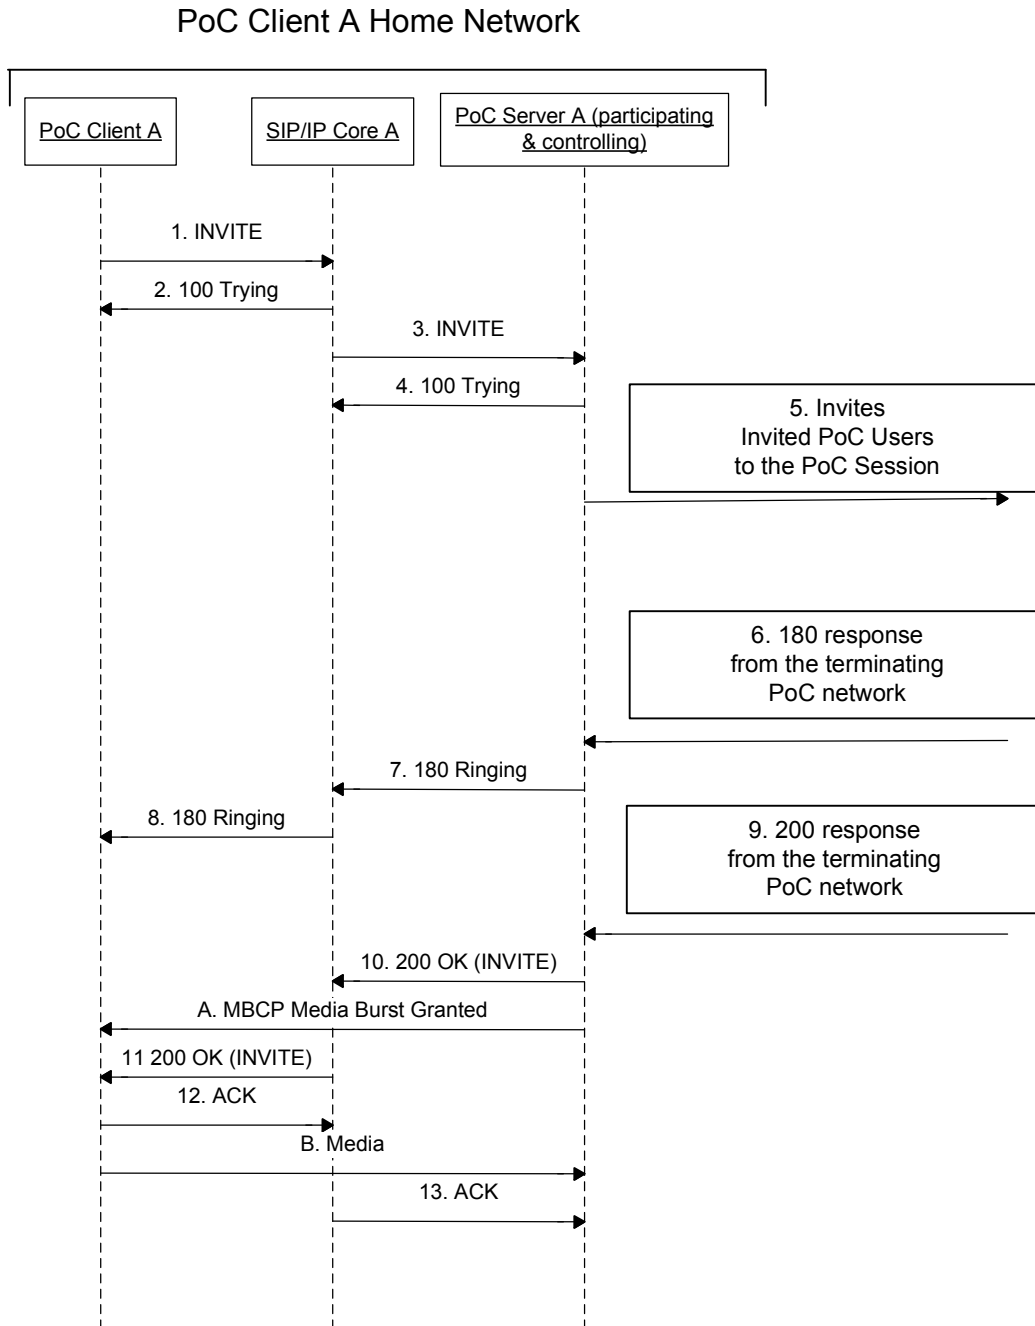 PoC Client A Home Network
PoC Client A
SIP/IP Core A
PoC Server A (participating
& controlling)
1. INVITE
2. 100 Trying
3. INVITE
4. 100 Trying
5. Invites
Invited PoC Users
to the PoC Session
6. 180 response
from the terminating
PoC network
7. 180 Ringing
8. 180 Ringing
9. 200 response
from the terminating
PoC network
10. 200 OK (INVITE)
A. MBCP Media Burst Granted
11 200 OK (INVITE)
12. ACK
B. Media
13. ACK